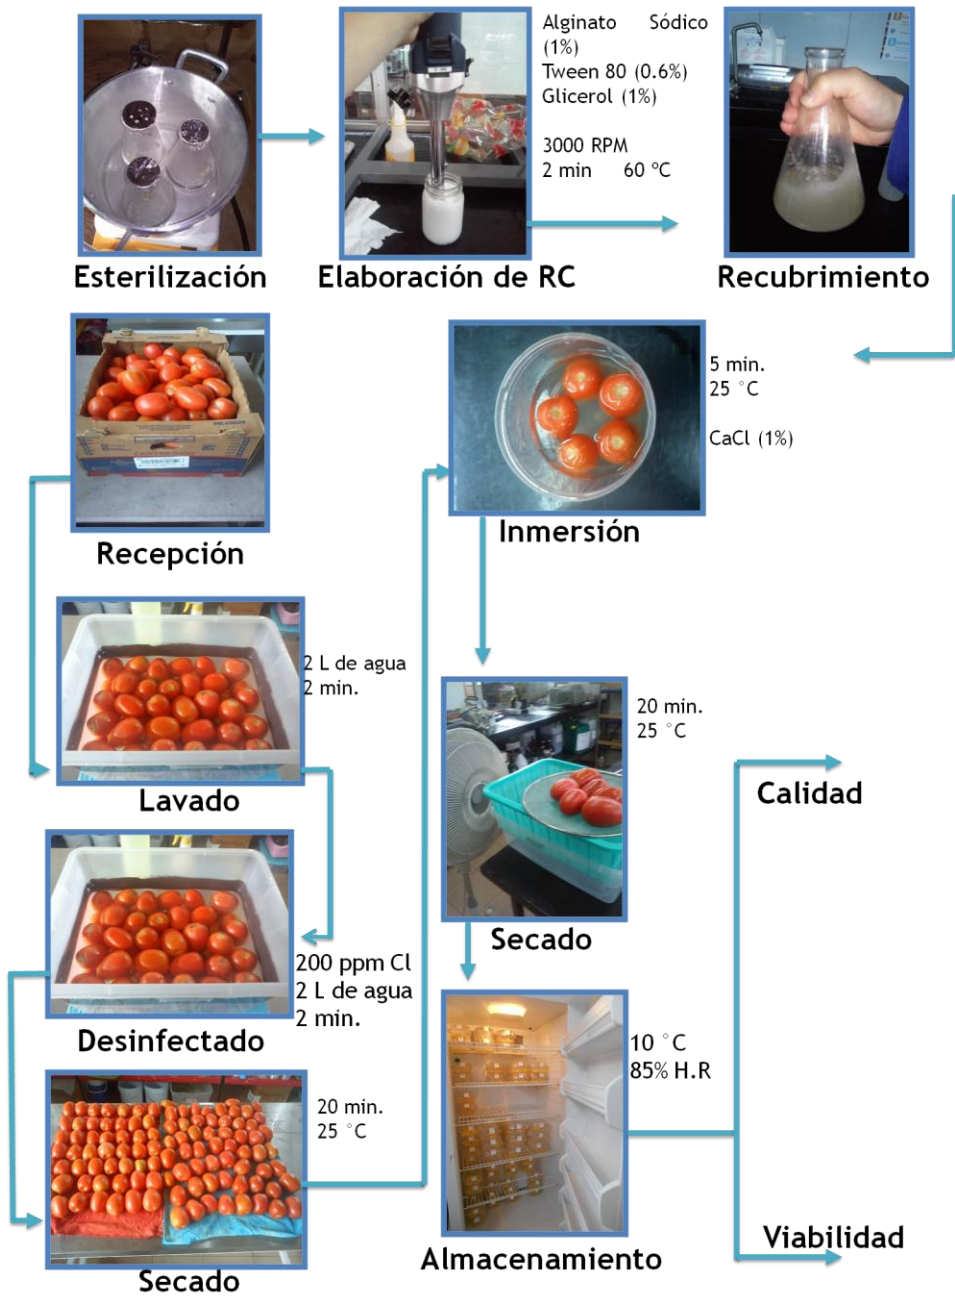 Alginato Sódico
(1%)
Tween 80 (0.6%)
Glicerol (1%)
3000 RPM
2 min 60 ºC
Esterilización
Elaboración de RC
Recubrimiento
5 min.
25 °C
CaCl (1%)
Recepción
Inmersión
2 L de agua
2 min.
Lavado
20 min.
25 °C
Calidad
Secado
200 ppm Cl
2 L de agua
2 min.
Desinfectado
10 °C
85% H.R
20 min.
25 °C
Viabilidad
Almacenamiento
Secado